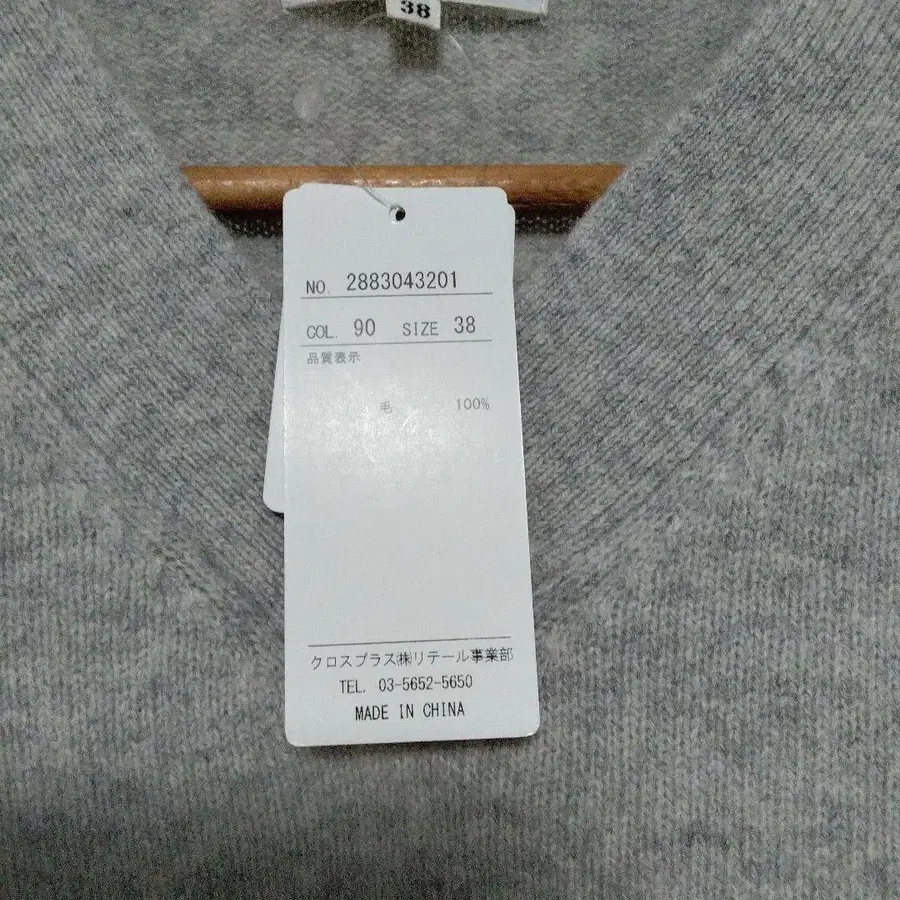 38
NO. 2883043201
COL. 90 SIZE 38
品質表示
毛 100%
クロスプラス㈱リテール事業部
TEL. 03-5652-5650
MADE IN CHINA